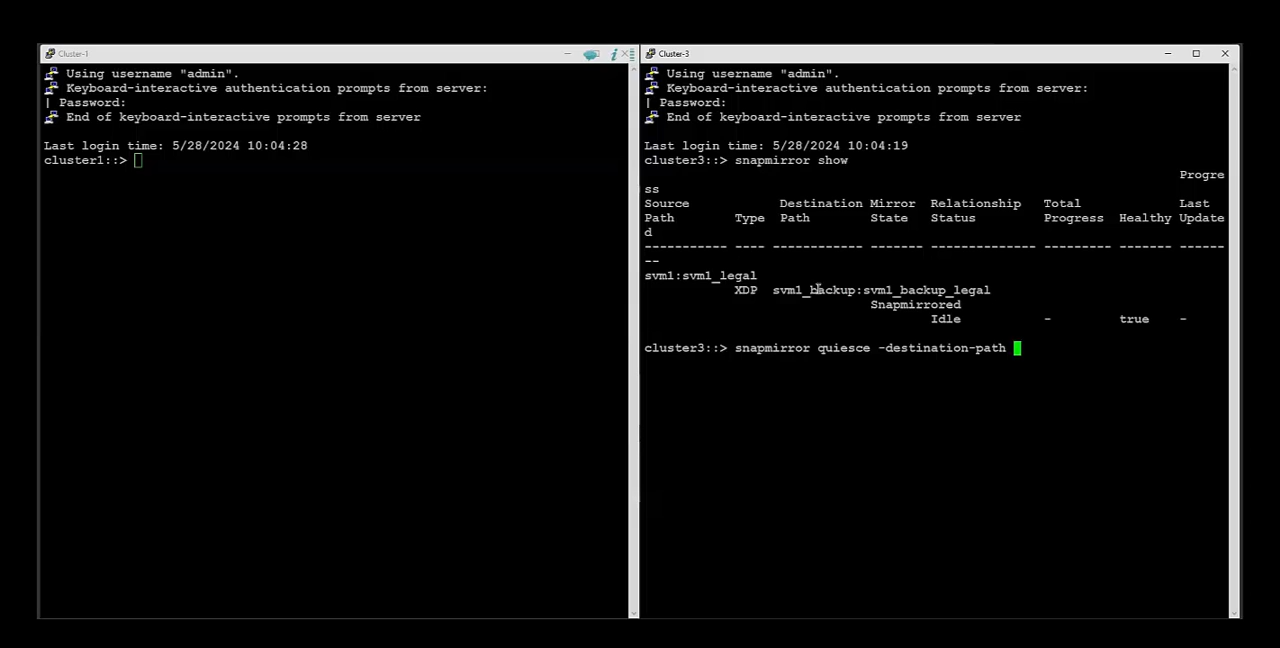 Cluster-1
Using username "admin".
Keyboard-interactive authentication prompts from server:
| Password:
End of keyboard-interactive prompts from server
Last login time: 5/28/2024 10:04:28
cluster1::>
Cluster-3
Using username "admin".
Keyboard-interactive authentication prompts from server:
| Password:
End of keyboard-interactive prompts from server
Last login time: 5/28/2024 10:04:19
cluster3::> snapmirror show
Progre
ss
Source Destination Mirror Relationship Total Last
Path Type Path State Status Progress Healthy Update
d
----------- ---- ------------ ------- -------------- --------- ------- ------
--
svm1:svm1_legal
XDP svm1_backup:svm1_backup_legal
Snapmirrored
Idle - true -
cluster3::> snapmirror quiesce -destination-path